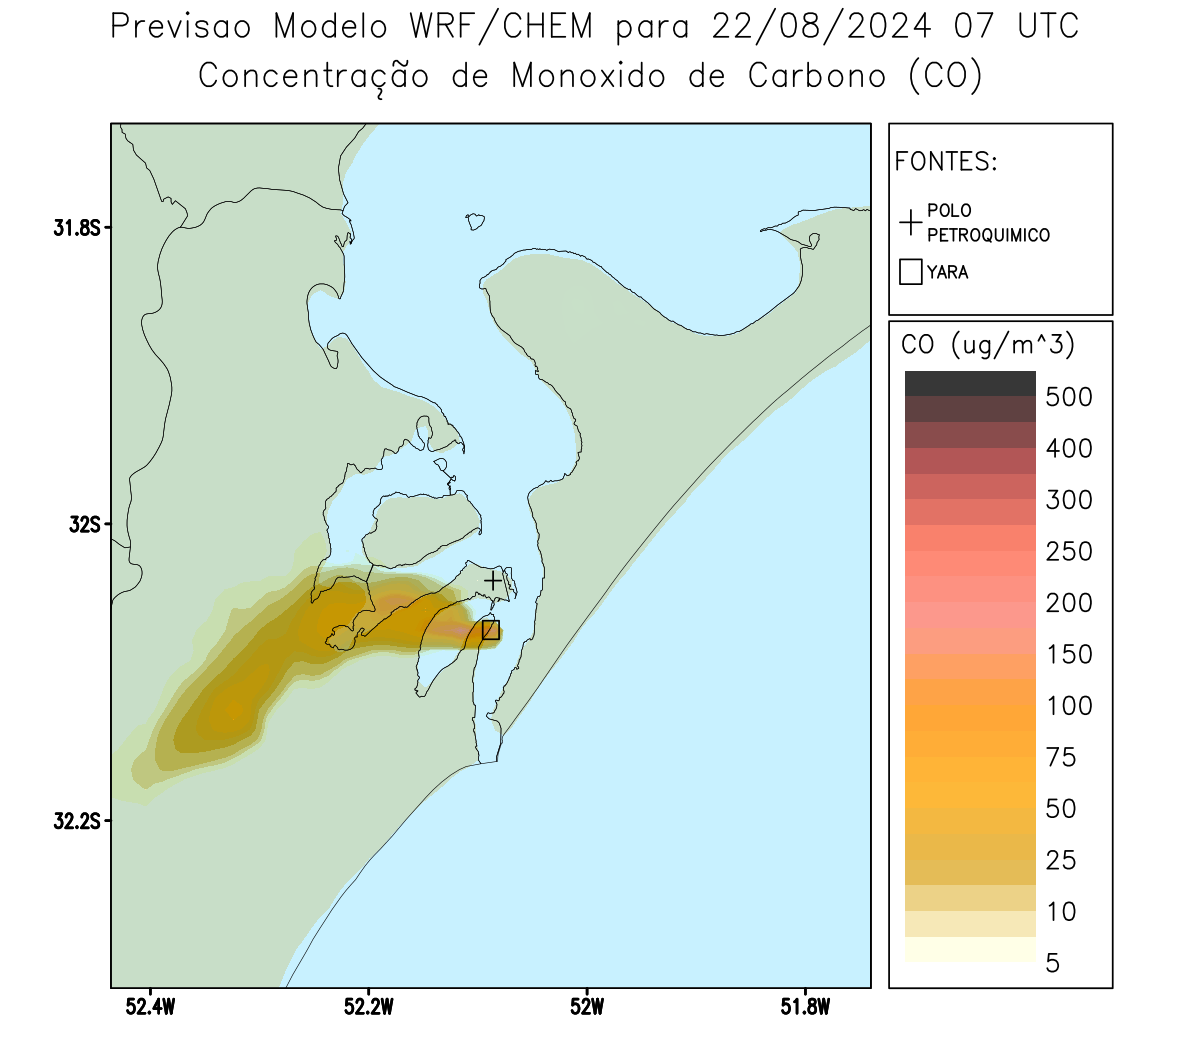 Previsao Modelo WRF/CHEM para 22/08/2024 07 UTC
Concentração de Monoxido de Carbono (CO)
FONTES:
POLO
PETROQUIMICO
YARA
CO (ug/m^3)
500
400
300
250
200
150
100
75
50
25
10
5
31.8S
32S
32.2S
52.4W
52.2W
52W
51.8W